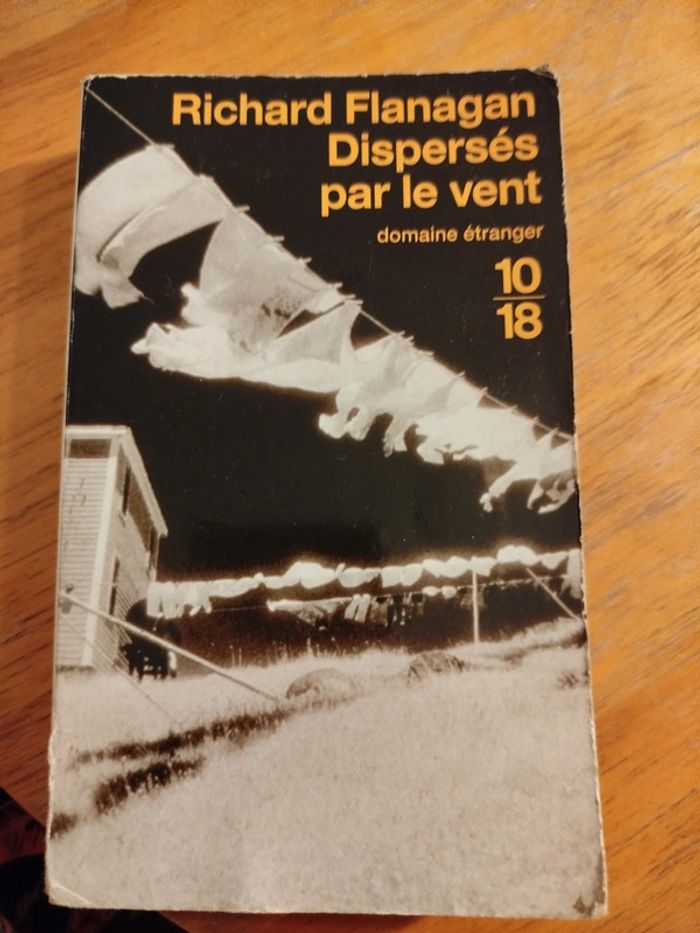 Richard Flanagan
Dispersés
par le vent
domaine étranger
10
18